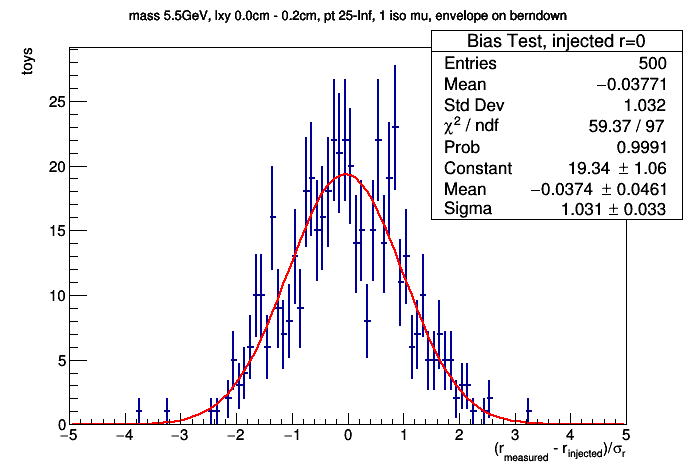 mass 5.5GeV, lxy 0.0cm - 0.2cm, pt 25-Inf, 1 iso mu, envelope on berndown
Bias Test, injected r=0
Entries 500
Mean −0.03771
Std Dev 1.032
χ² / ndf 59.37 / 97
Prob 0.9991
Constant 19.34 ± 1.06
Mean −0.0374 ± 0.0461
Sigma 1.031 ± 0.033
toys
25
20
15
10
5
0
−5 −4 −3 −2 −1 0 1 2 3 4 5
(r_measured - r_injected)/σ_r